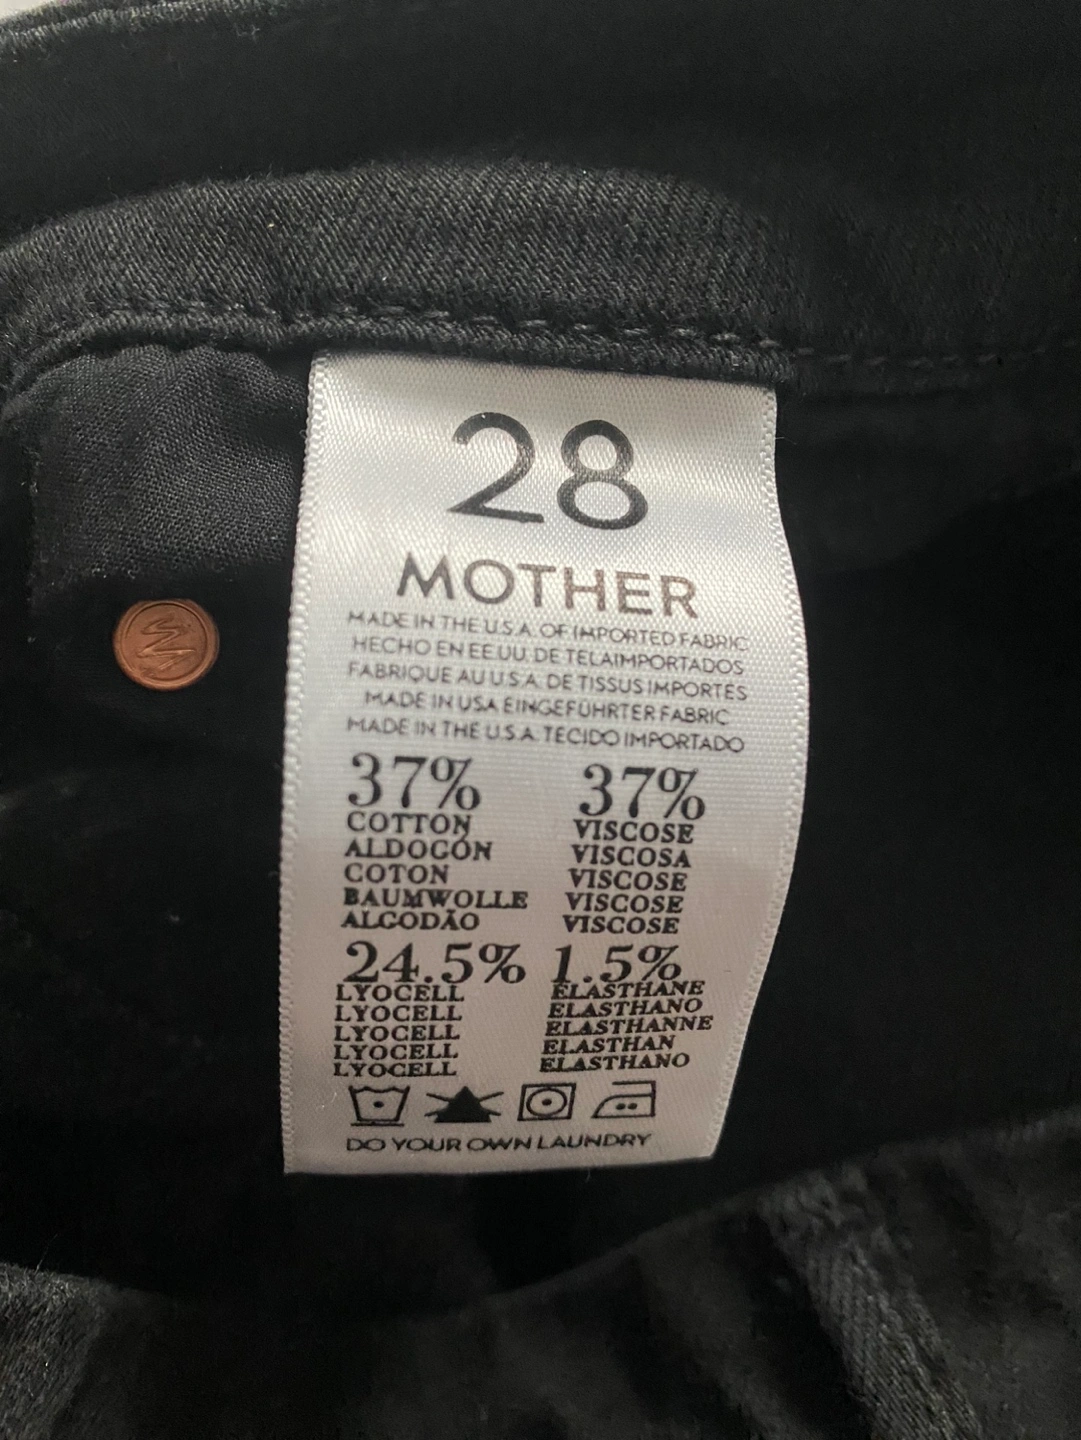 28
MOTHER
MADE IN THE U.S.A. OF IMPORTED FABRIC
HECHO EN EE.UU. DE TELA IMPORTADOS
FABRIQUE AU U.S.A. DE TISSUS IMPORTES
MADE IN USA EINGEFÜHRTER FABRIC
MADE IN THE U.S.A. TECIDO IMPORTADO
37% 37%
COTTON VISCOSE
ALDOGÓN VISCOSA
COTON VISCOSE
BAUMWOLLE VISCOSE
ALGODÃO VISCOSE
24.5% 1.5%
LYOCELL ELASTHANE
LYOCELL ELASTHANO
LYOCELL ELASTHANNE
LYOCELL ELASTHAN
LYOCELL ELASTHANO
DO YOUR OWN LAUNDRY
M